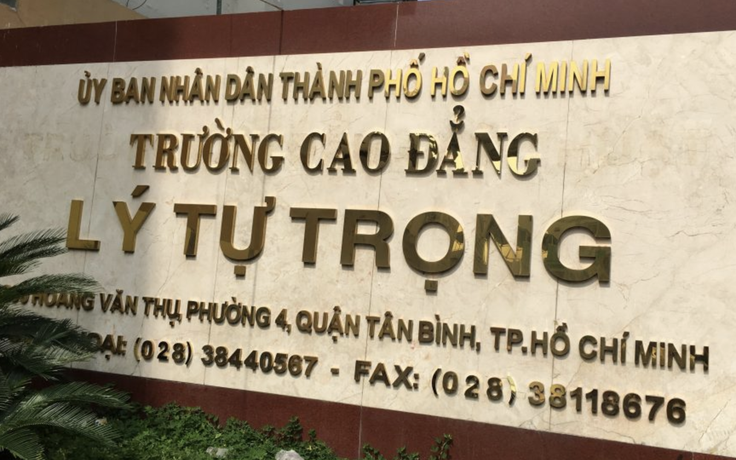 ỦY BAN NHÂN DÂN THÀNH PHỐ HỒ CHÍ MINH
TRƯỜNG CAO ĐẲNG
LÝ TỰ TRỌNG
HOÀNG VĂN THỤ, PHƯỜNG 4, QUẬN TÂN BÌNH, TP.HỒ CHÍ MINH
OẠI: (028) 38440567 - FAX: (028) 38118676